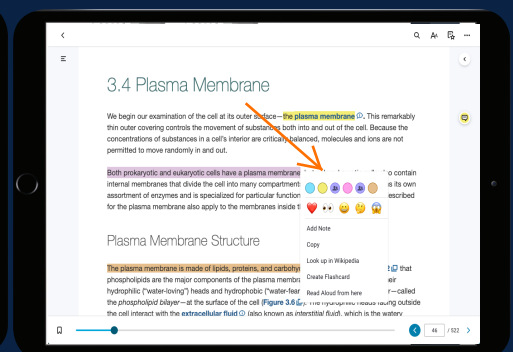 3.4 Plasma Membrane
We begin our examination of the cell at its outer surface—the plasma membrane. This remarkably
thin outer covering controls the movement of substances both into and out of the cell. Because the
concentrations of substances in a cell's interior are critically balanced, molecules and ions are not
permitted to move randomly in and out.
Both prokaryotic and eukaryotic cells have a plasma membrane contain
internal membranes that divide the cell into many compartment its own
assortment of enzymes and is specialized for particular function escribed
for the plasma membrane also apply to the membranes inside
Add Note
Copy
Look up in Wikipedia
Create Flashcard
Read Aloud from here
Plasma Membrane Structure
The plasma membrane is made of lipids, proteins, and carbohy that
phospholipids are the major components of the plasma membrane
hydrophilic ("water-loving") heads and hydrophobic ("water-fear —called
the phospholipid bilayer—at the surface of the cell (Figure 3.6). The hydrophilic heads facing outside
the cell interact with the extracellular fluid (also known as interstitial fluid), which is the watery
46 / 522